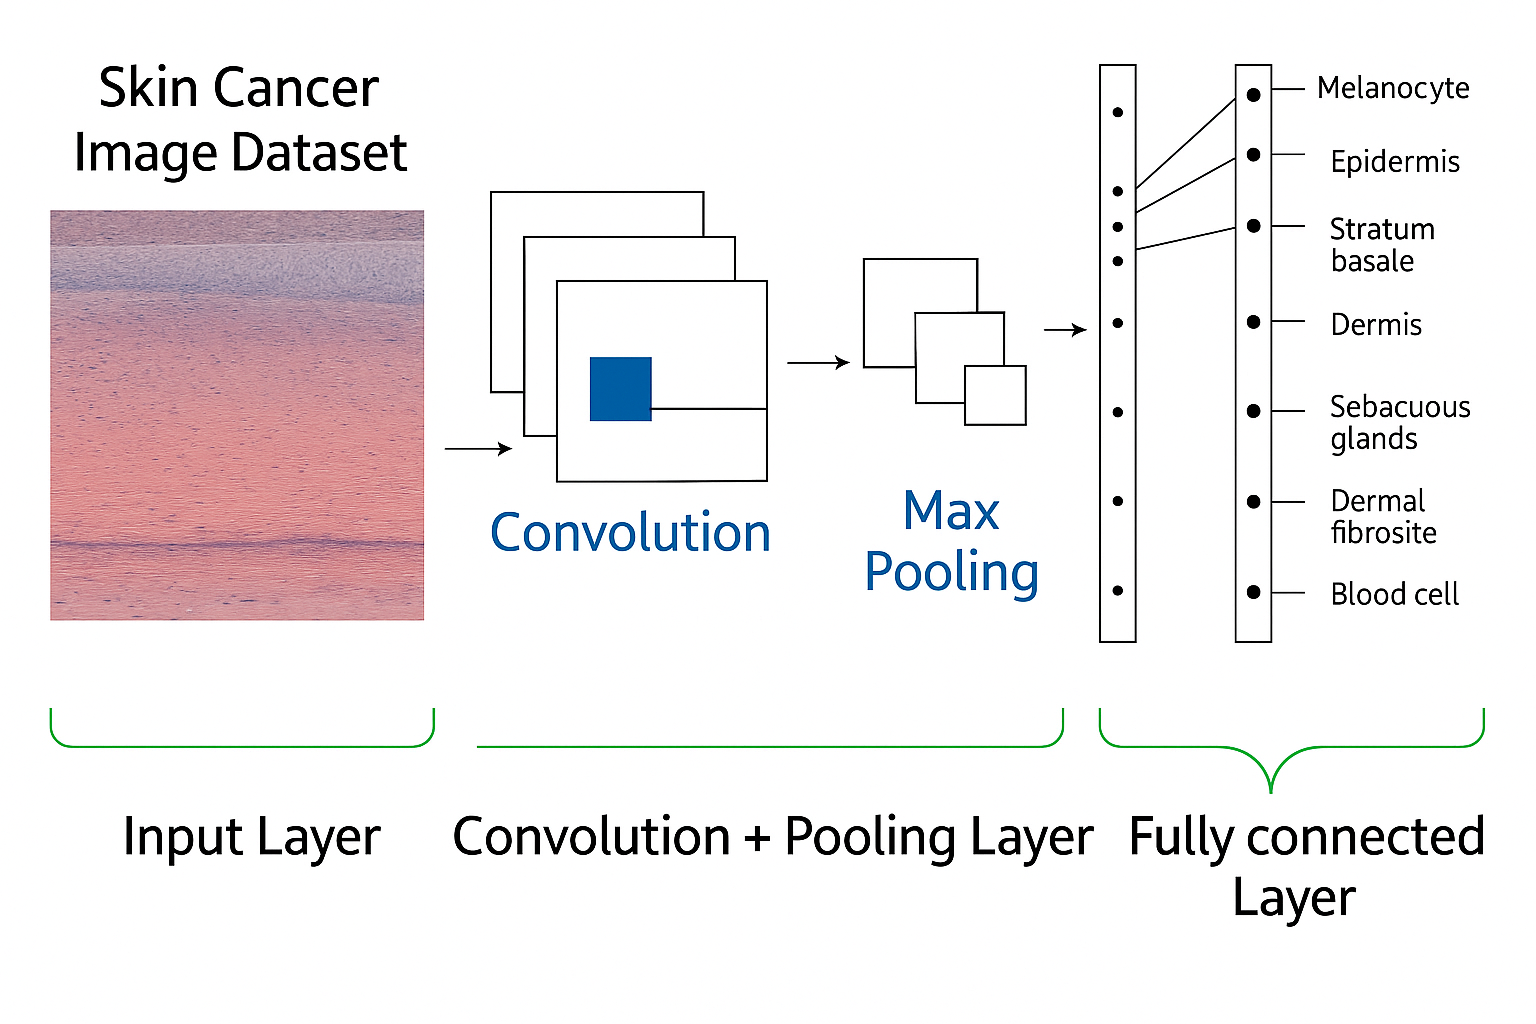 Skin Cancer
Image Dataset
Convolution
Max
Pooling
Melanocyte
Epidermis
Stratum
basale
Dermis
Sebacuous
glands
Dermal
fibrosite
Blood cell
Input Layer
Convolution + Pooling Layer
Fully connected
Layer